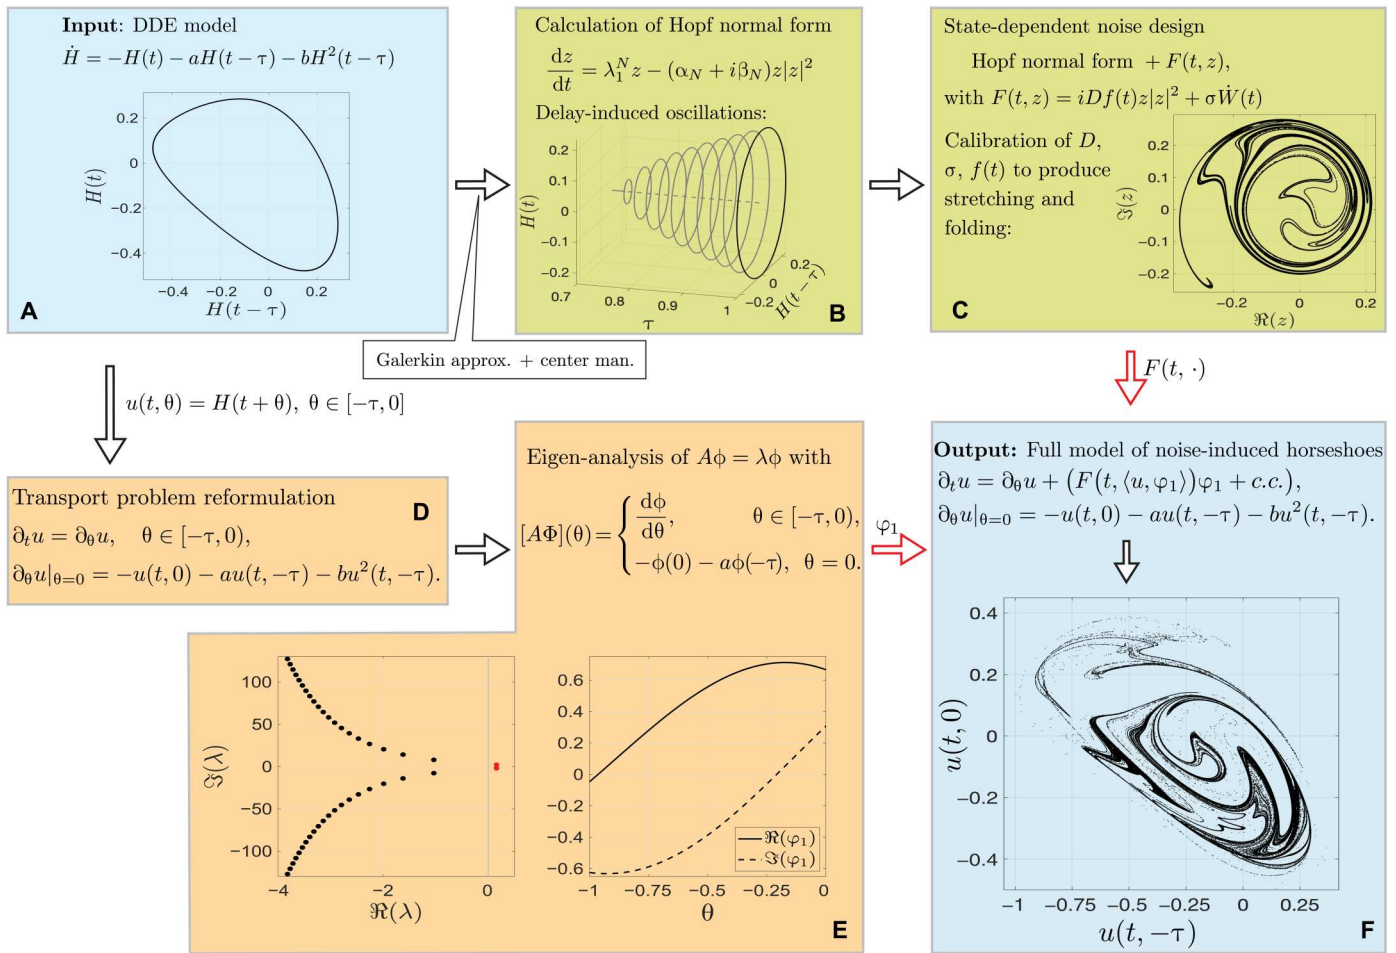 Input: DDE model
Ḣ = −H(t) − aH(t − τ) − bH²(t − τ)
0.2
0
−0.2
−0.4
H(t)
−0.4 −0.2 0 0.2
H(t − τ)
A
Calculation of Hopf normal form
dz/dt = λ₁ᴺ z − (α_N + iβ_N)z|z|²
Delay-induced oscillations:
0.2
0.1
0
−0.1
−0.2
H(t)
0.7 0.8 0.9 1
τ
−0.2 0 0.2
H(t−τ)
B
State-dependent noise design
Hopf normal form + F(t, z),
with F(t, z) = iDf(t)z|z|² + σẆ(t)
Calibration of D,
σ, f(t) to produce
stretching and
folding:
0.2
0.1
0
−0.1
−0.2
ℑ(z)
−0.2 0 0.2
ℜ(z)
C
Galerkin approx. + center man.
u(t, θ) = H(t + θ), θ ∈ [−τ, 0]
F(t, ·)
Transport problem reformulation
D
∂ₜu = ∂_θu, θ ∈ [−τ, 0),
∂_θu|_θ=0 = −u(t, 0) − au(t, −τ) − bu²(t, −τ).
Eigen-analysis of Aϕ = λϕ with
[AΦ](θ) = { dϕ/dθ, θ ∈ [−τ, 0),
−ϕ(0) − aϕ(−τ), θ = 0.
φ₁
100
50
0
−50
−100
ℑ(λ)
−4 −2 0
ℜ(λ)
0.6
0.4
0.2
0
−0.2
−0.4
−0.6
ℜ(φ₁)
ℑ(φ₁)
−1 −0.75 −0.5 −0.25 0
θ
E
Output: Full model of noise-induced horseshoes
∂ₜu = ∂_θu + (F(t, ⟨u, φ₁⟩)φ₁ + c.c.),
∂_θu|_θ=0 = −u(t, 0) − au(t, −τ) − bu²(t, −τ).
0.4
0.2
0
−0.2
−0.4
u(t, 0)
−1 −0.75 −0.5 −0.25 0 0.25
u(t, −τ)
F